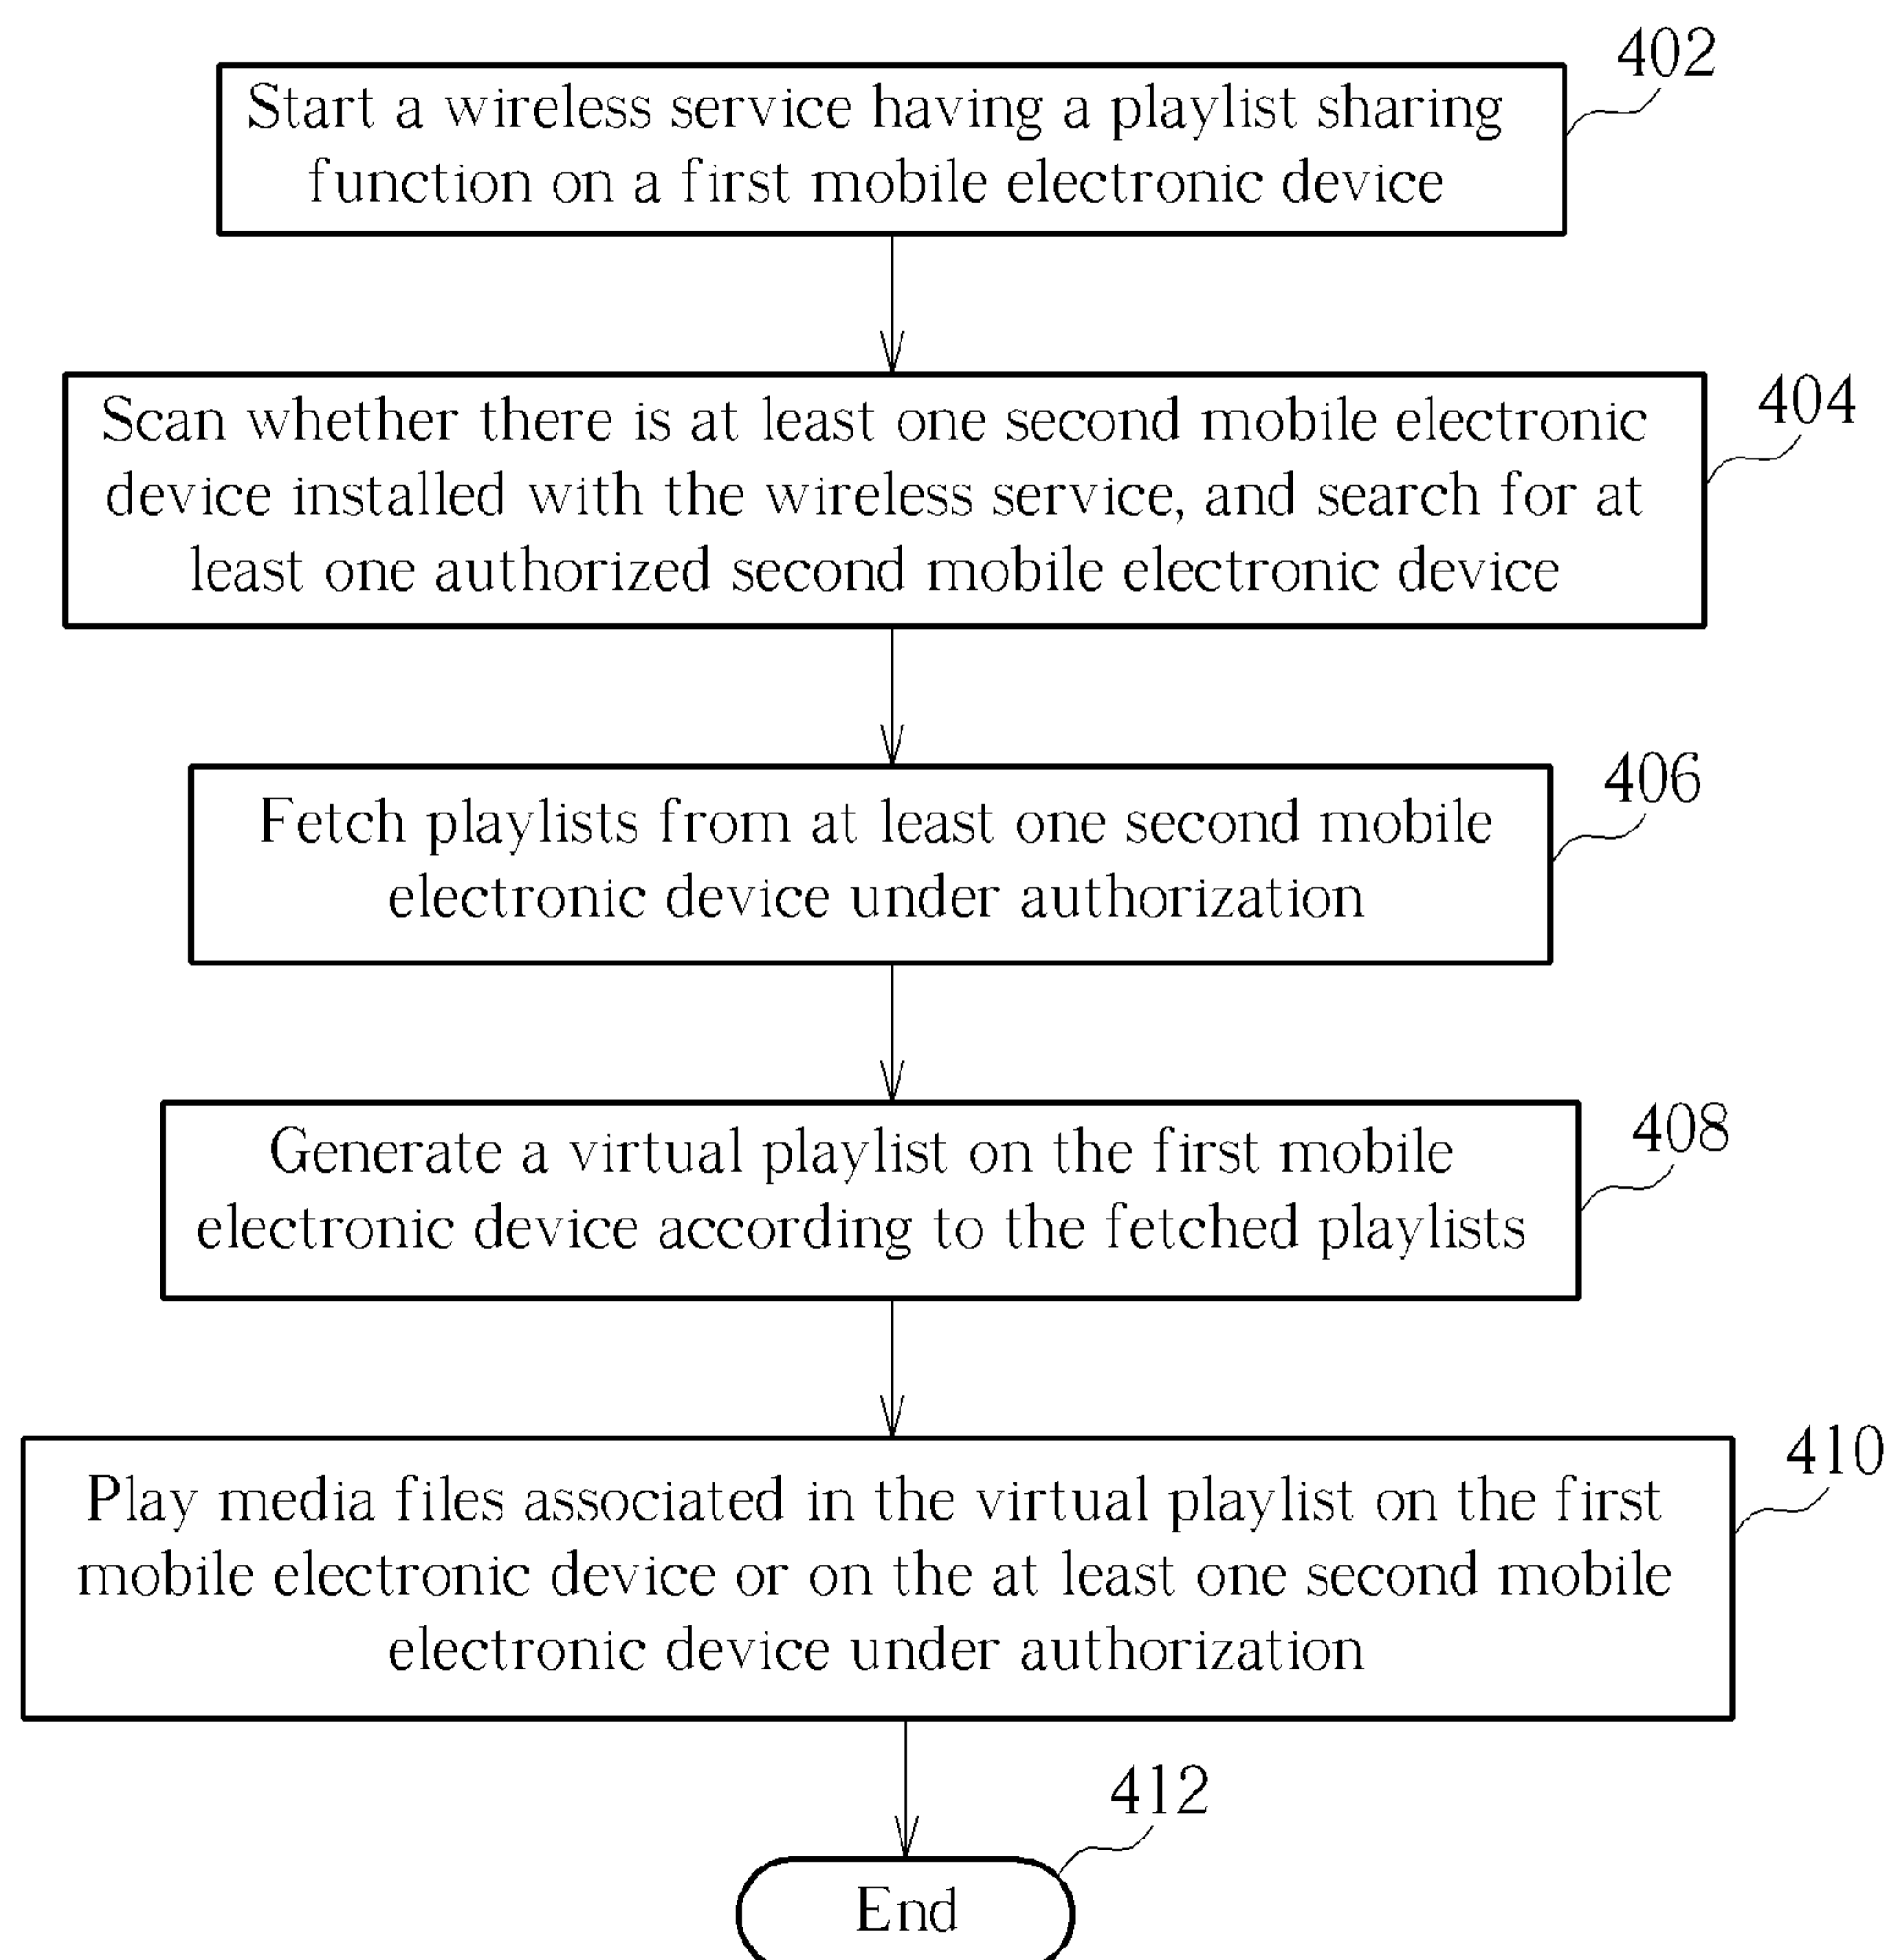 402
Start a wireless service having a playlist sharing
function on a first mobile electronic device
404
Scan whether there is at least one second mobile electronic
device installed with the wireless service, and search for at
least one authorized second mobile electronic device
406
Fetch playlists from at least one second mobile
electronic device under authorization
408
Generate a virtual playlist on the first mobile
electronic device according to the fetched playlists
410
Play media files associated in the virtual playlist on the first
mobile electronic device or on the at least one second mobile
electronic device under authorization
412
End